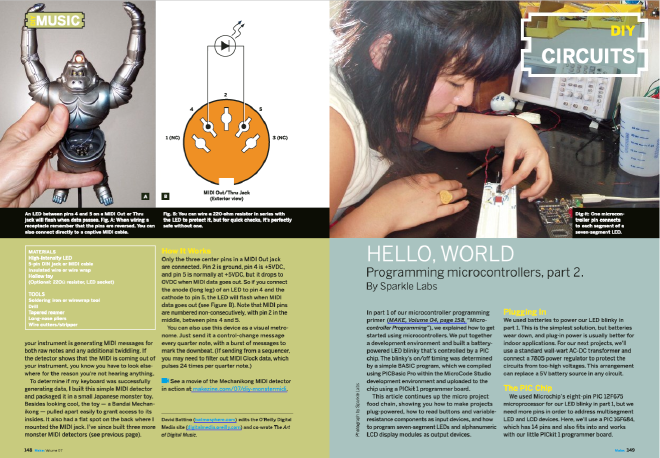 DIY
MUSIC
2
4
5
1 (NC)
3 (NC)
MIDI Out/Thru Jack
(Exterior view)
A
B
An LED between pins 4 and 5 on a MIDI Out or Thru
jack will flash when data passes. Fig. A: When wiring a
receptacle remember that the pins are reversed. You can
also connect directly to a captive MIDI cable.
Fig. B: You can wire a 220-ohm resistor in series with
the LED to protect it, but for quick checks, it's perfectly
safe without one.
MATERIALS
High-intensity LED
5-pin DIN jack or MIDI cable
Insulated wire or wire wrap
Hollow toy
(Optional: 220Ω resistor; LED socket)
TOOLS
Soldering iron or wirewrap tool
Drill
Tapered reamer
Long-nose pliers
Wire cutters/stripper
your instrument is generating MIDI messages for
both raw notes and any additional twiddling. If
the detector shows that the MIDI is coming out of
your instrument, you know you have to look else-
where for the reason you're not hearing anything.
To determine if my keyboard was successfully
generating data, I built this simple MIDI detector
and packaged it in a small Japanese monster toy.
Besides looking cool, the toy — a Bandai Mechan-
ikong — pulled apart easily to grant access to its
insides. It also had a flat spot on the back where I
mounted the MIDI jack. I've since built three more
monster MIDI detectors (see previous page).
How It Works
Only the three center pins in a MIDI Out jack
are connected. Pin 2 is ground, pin 4 is +5VDC,
and pin 5 is normally at +5VDC, but it drops to
0VDC when MIDI data goes out. So if you connect
the anode (long leg) of an LED to pin 4 and the
cathode to pin 5, the LED will flash when MIDI
data goes out (see Figure B). Note that MIDI pins
are numbered non-consecutively, with pin 2 in the
middle, between pins 4 and 5.
You can also use this device as a visual metro-
nome. Just send it a control-change message
every quarter note, with a burst of messages to
mark the downbeat. (If sending from a sequencer,
you may need to filter out MIDI Clock data, which
pulses 24 times per quarter note.)
See a movie of the Mechanikong MIDI detector
in action at makezine.com/07/diy-monstermidi.
David Battino (batmosphere.com) edits the O'Reilly Digital
Media site (digitalmedia.oreilly.com) and co-wrote The Art
of Digital Music.
148 Make: Volume 07
DIY
CIRCUITS
Dig-it: One microcon-
troller pin connects
to each segment of a
seven-segment LED.
HELLO, WORLD
Programming microcontrollers, part 2.
By Sparkle Labs
In part 1 of our microcontroller programming
primer (MAKE, Volume 04, page 158, "Micro-
controller Programming"), we explained how to get
started using microcontrollers. We put together
a development environment and built a battery-
powered LED blinky that's controlled by a PIC
chip. The blinky's on/off timing was determined
by a simple BASIC program, which we compiled
using PICBasic Pro within the MicroCode Studio
development environment and uploaded to the
chip using a PICkit 1 programmer board.
This article continues up the micro project
food chain, showing you how to make projects
plug-powered, how to read buttons and variable-
resistance components as input devices, and how
to program seven-segment LEDs and alphanumeric
LCD display modules as output devices.
Plugging In
We used batteries to power our LED blinky in
part 1. This is the simplest solution, but batteries
wear down, and plug-in power is usually better for
indoor applications. For our next projects, we'll
use a standard wall-wart AC-DC transformer and
connect a 7805 power regulator to protect the
circuits from too-high voltages. This arrangement
can replace a 5V battery source in any circuit.
The PIC Chip
We used Microchip's eight-pin PIC 12F675
microprocessor for our LED blinky in part 1, but we
need more pins in order to address multisegment
LED and LCD devices. Here, we'll use a PIC 16F684,
which has 14 pins and also fits into and works
with our little PICkit 1 programmer board.
Photograph by Sparkle Labs
Make: 149